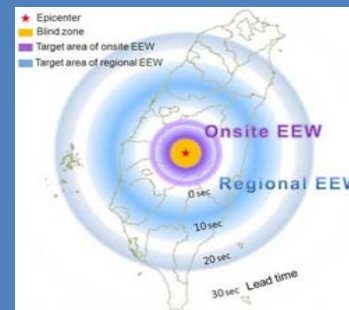 Epicenter
Blind zone
Target area of onsite EEW
Target area of regional EEW
Onsite EEW
Regional EEW
0 sec
10 sec
20 sec
30 sec Lead time